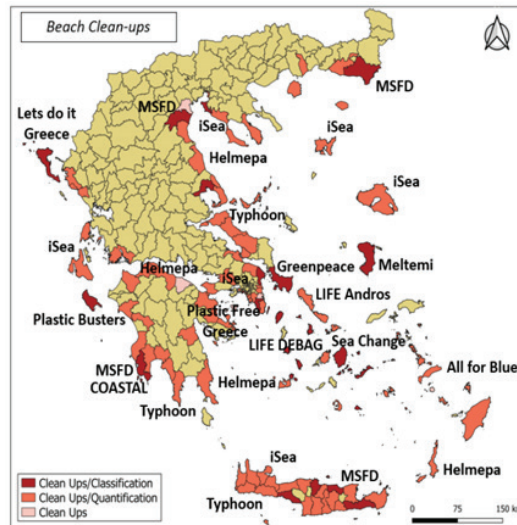 Beach Clean-ups
MSFD
MSFD
Lets do it
Greece
iSea
iSea
Helmepa
iSea
Typhoon
iSea
Helmepa
iSea
Greenpeace
Meltemi
LIFE Andros
Plastic Busters
Plastic Free
Greece
LIFE DEBAG
Sea Change
MSFD
COASTAL
All for Blue
Helmepa
Typhoon
iSea
MSFD
Helmepa
Typhoon
Clean Ups/Classification
Clean Ups/Quantification
Clean Ups
0
75
150 km